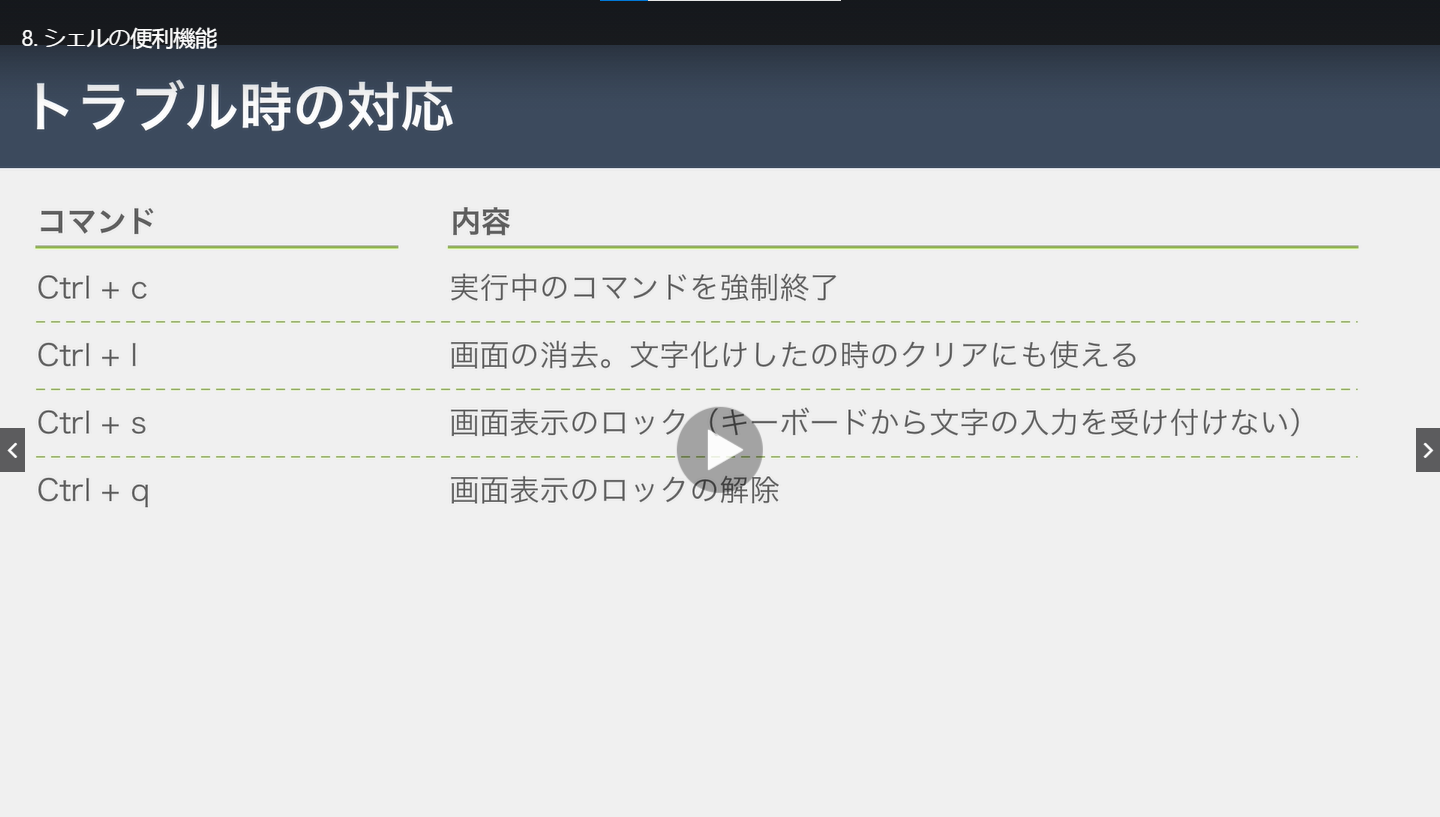 8. シェルの便利機能
トラブル時の対応
コマンド 内容
Ctrl + c 実行中のコマンドを強制終了
Ctrl + l 画面の消去。文字化けしたの時のクリアにも使える
Ctrl + s 画面表示のロック（キーボードから文字の入力を受け付けない）
Ctrl + q 画面表示のロックの解除